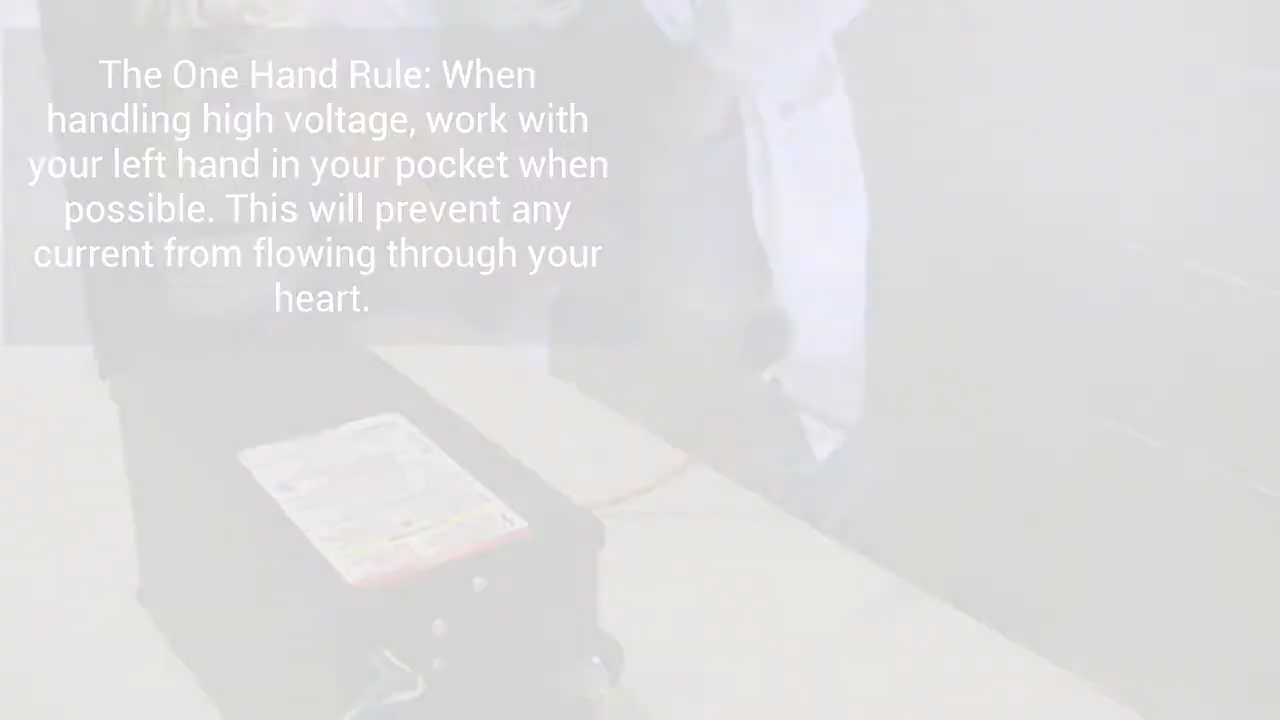 The One Hand Rule: When
handling high voltage, work with
your left hand in your pocket when
possible. This will prevent any
current from flowing through your
heart.